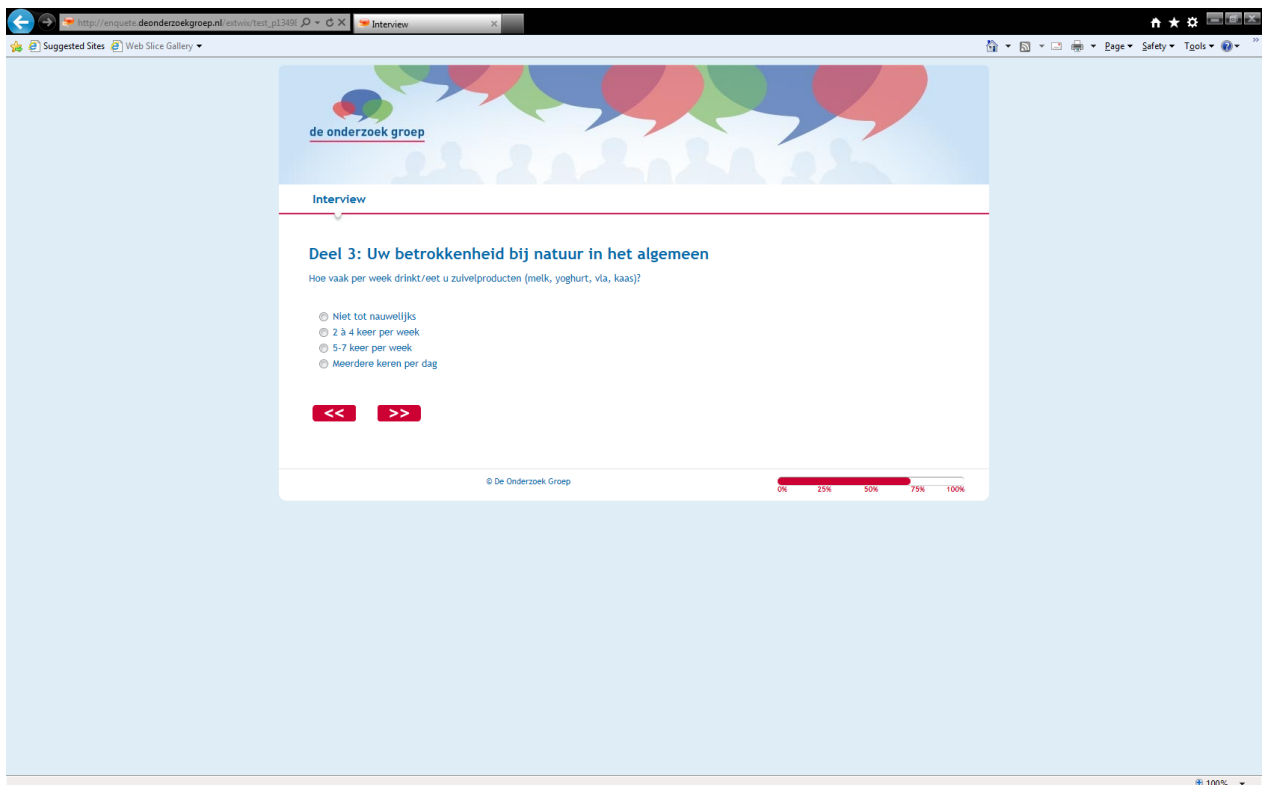 http://enquete.deonderzoekgroep.nl/extwix/test_p1349 Interview
Suggested Sites Web Slice Gallery Page Safety Tools
de onderzoek groep
Interview
Deel 3: Uw betrokkenheid bij natuur in het algemeen
Hoe vaak per week drinkt/eet u zuivelproducten (melk, yoghurt, vla, kaas)?
Niet tot nauwelijks
2 à 4 keer per week
5-7 keer per week
Meerdere keren per dag
<< >>
© De Onderzoek Groep
0% 25% 50% 75% 100%
100%